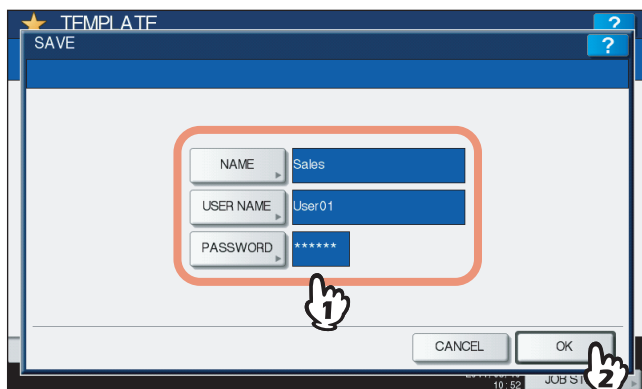 TEMPLATE ?
SAVE ?
NAME Sales
USER NAME User01
PASSWORD ******
1
CANCEL OK
2
10:52 JOB ST